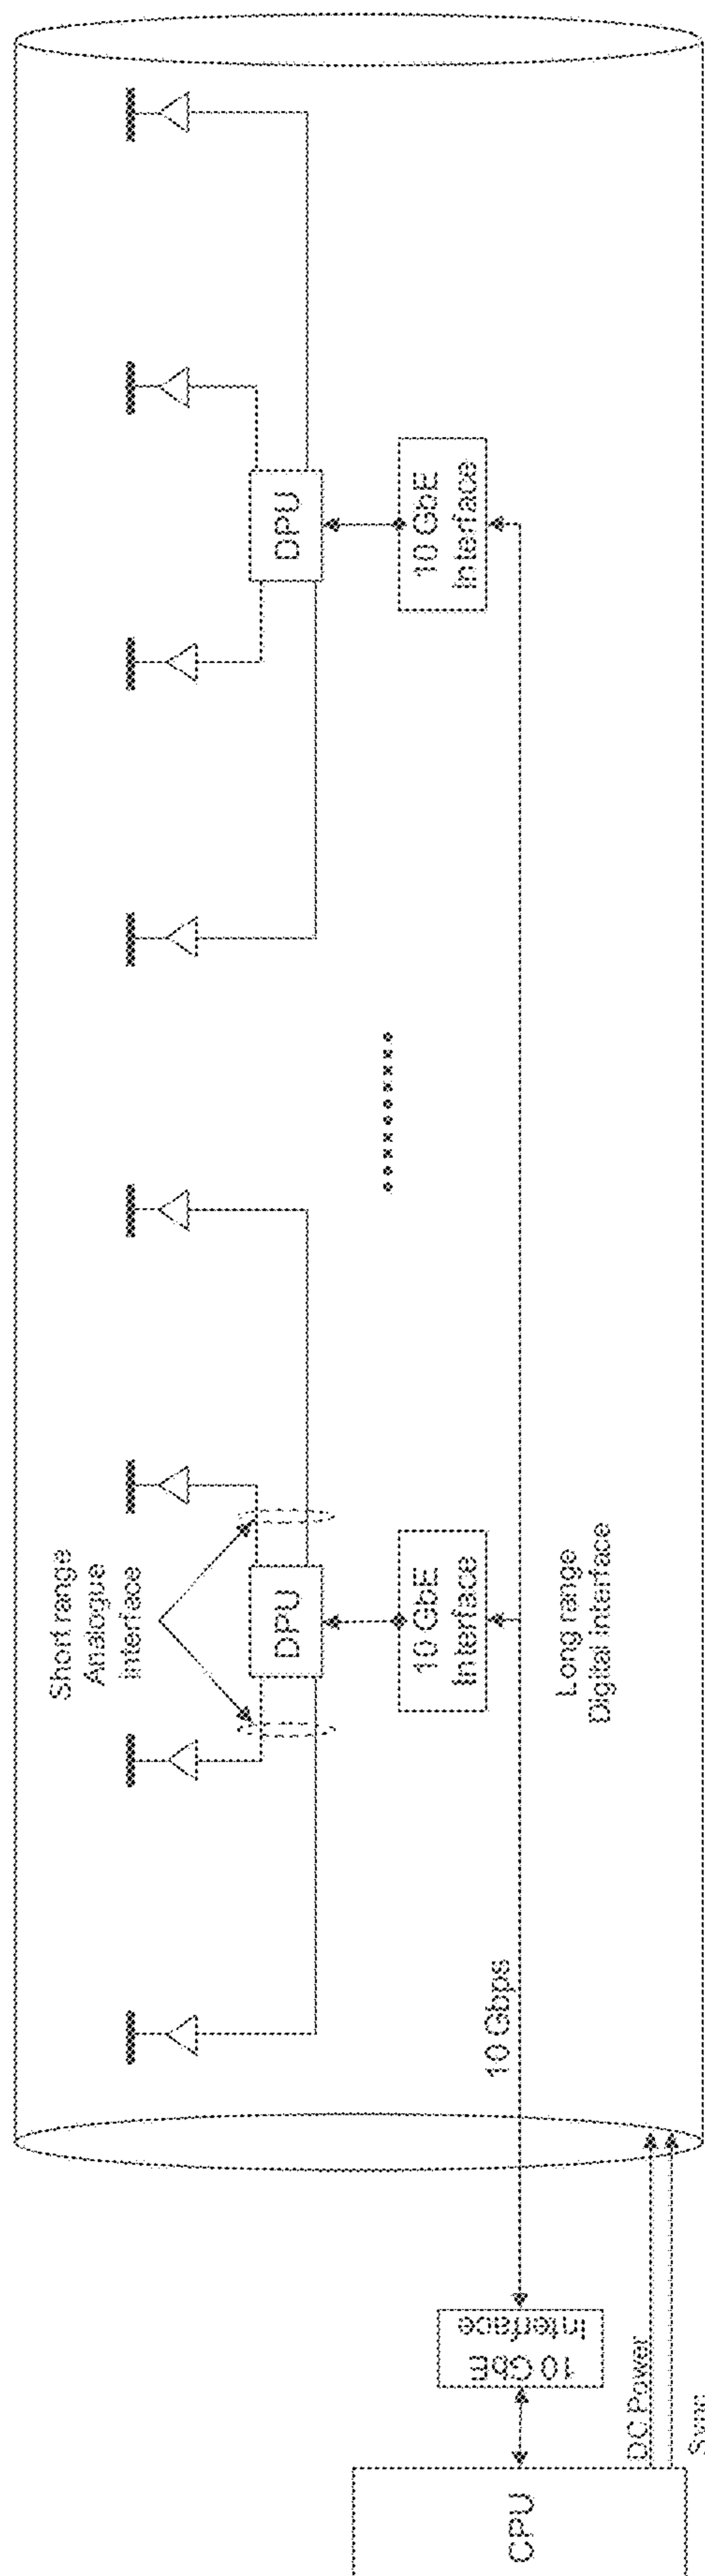 Short range
Analogue
Interface
DPU
DPU
10 GbE
Interface
10 GbE
Interface
Long range
Digital Interface
10 Gbps
10 GbE
Interface
DC Power
Sync
CPU